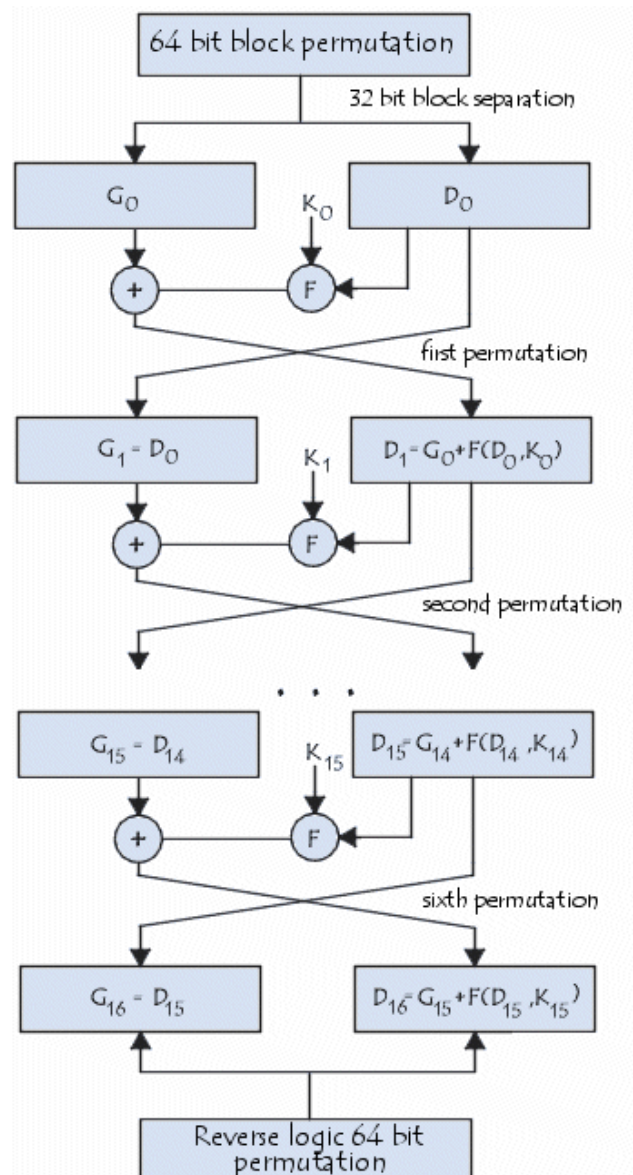 64 bit block permutation
32 bit block separation
G₀
K₀
D₀
+
F
first permutation
G₁ = D₀
K₁
D₁ = G₀+F(D₀,K₀)
+
F
second permutation
. . .
G₁₅ = D₁₄
K₁₅
D₁₅=G₁₄+F(D₁₄,K₁₄)
+
F
sixth permutation
G₁₆ = D₁₅
D₁₆=G₁₅+F(D₁₅,K₁₅)
Reverse logic 64 bit
permutation